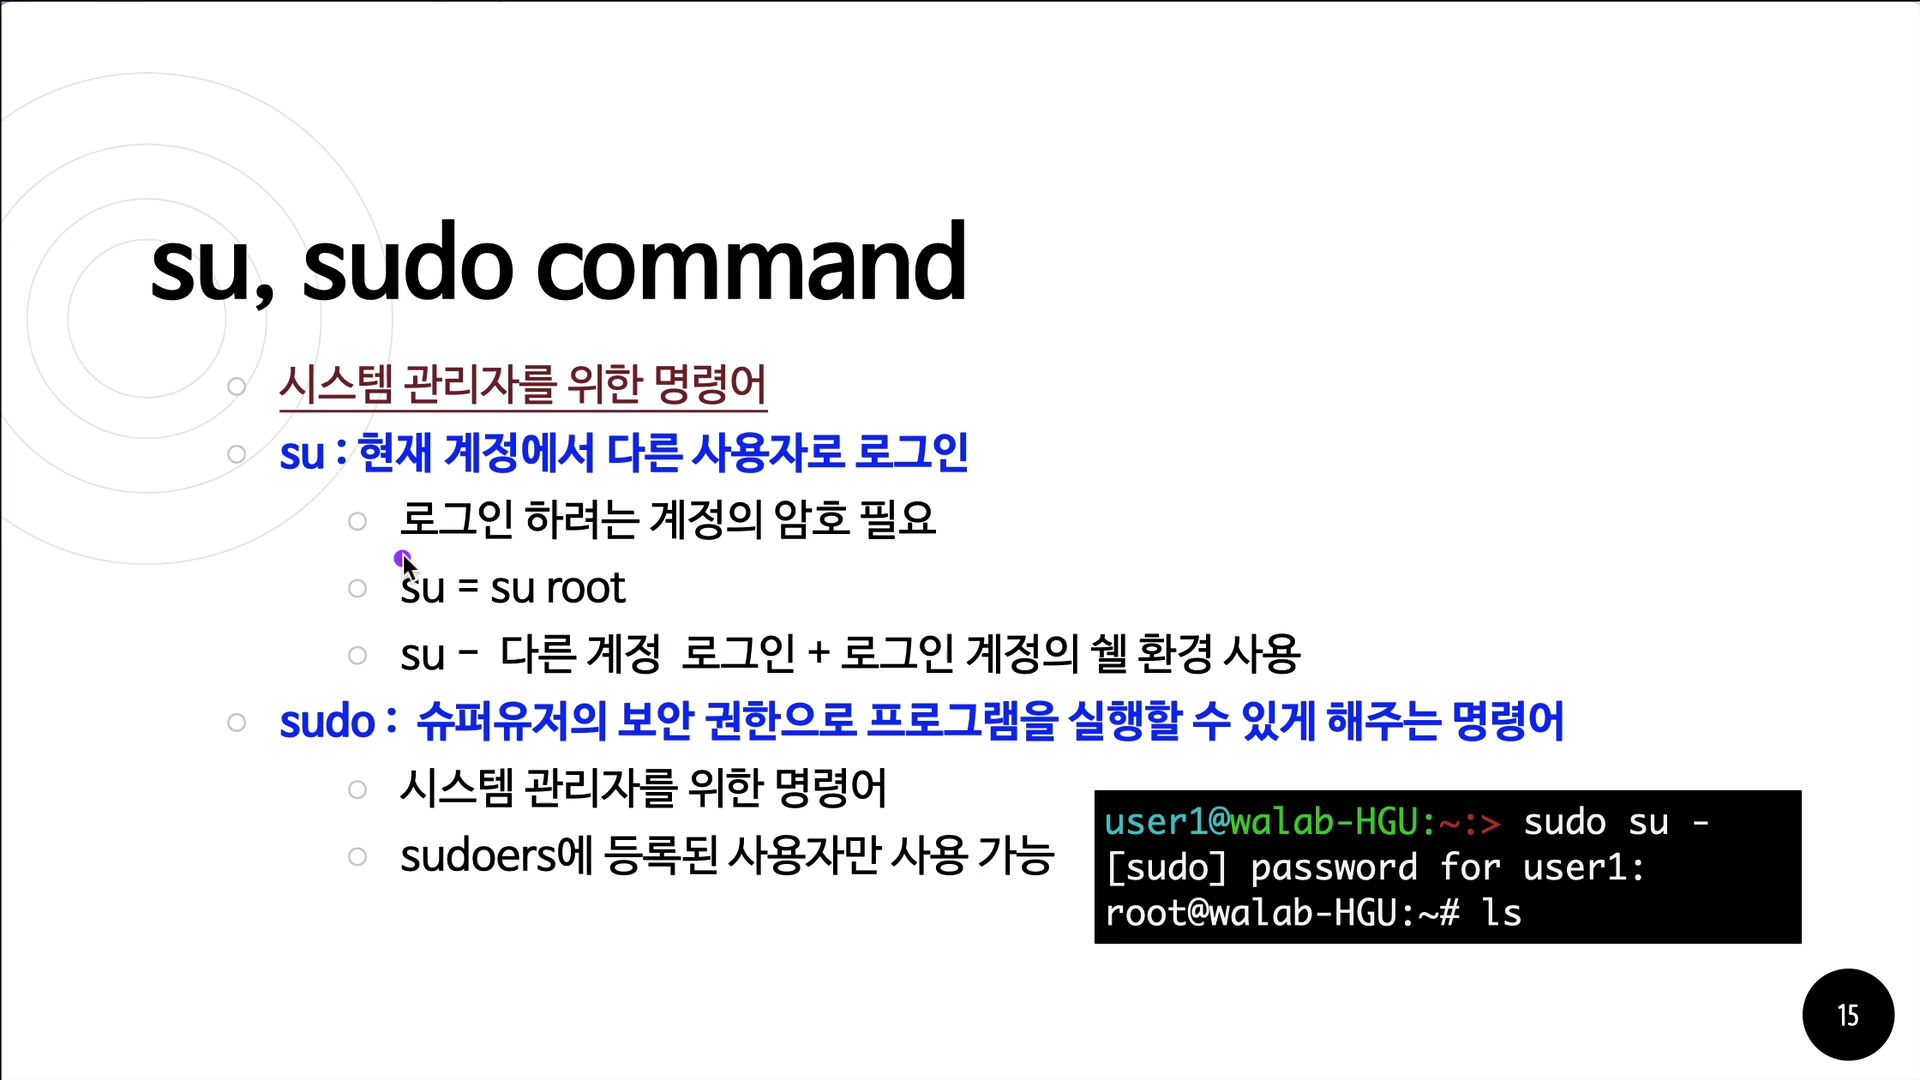 su, sudo command
시스템 관리자를 위한 명령어
su : 현재 계정에서 다른 사용자로 로그인
로그인 하려는 계정의 암호 필요
su = su root
su - 다른 계정 로그인 + 로그인 계정의 쉘 환경 사용
sudo : 슈퍼유저의 보안 권한으로 프로그램을 실행할 수 있게 해주는 명령어
시스템 관리자를 위한 명령어
sudoers에 등록된 사용자만 사용 가능
user1@walab-HGU:~:> sudo su -
[sudo] password for user1:
root@walab-HGU:~# ls
15